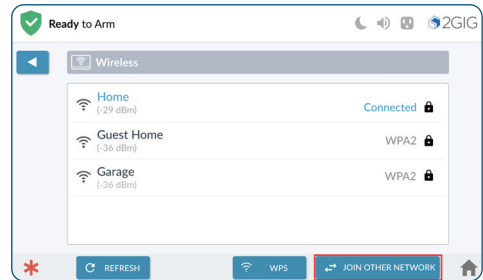 Ready to Arm
2GIG
Wireless
Home
(-29 dBm)
Connected
Guest Home
(-36 dBm)
WPA2
Garage
(-36 dBm)
WPA2
REFRESH
WPS
JOIN OTHER NETWORK